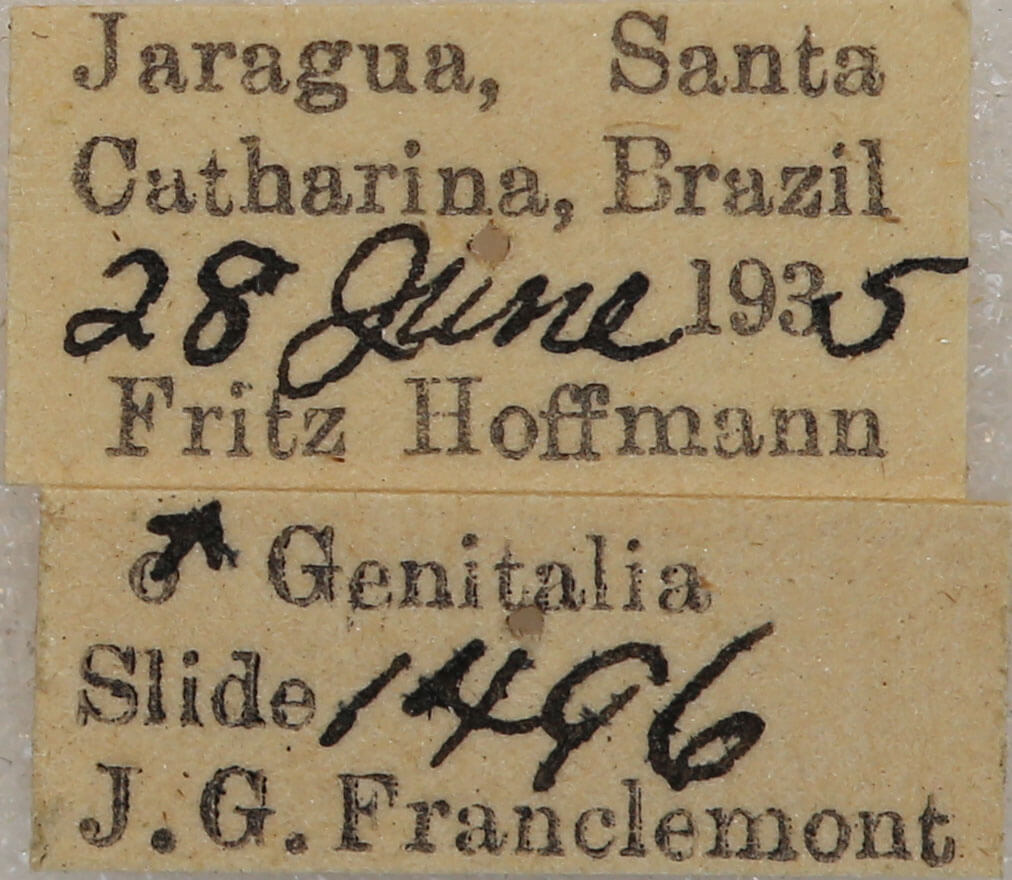 Jaragua, Santa
Catharina, Brazil
28 June 1935
Fritz Hoffmann
♂ Genitalia
Slide 1496
J. G. Franclemont